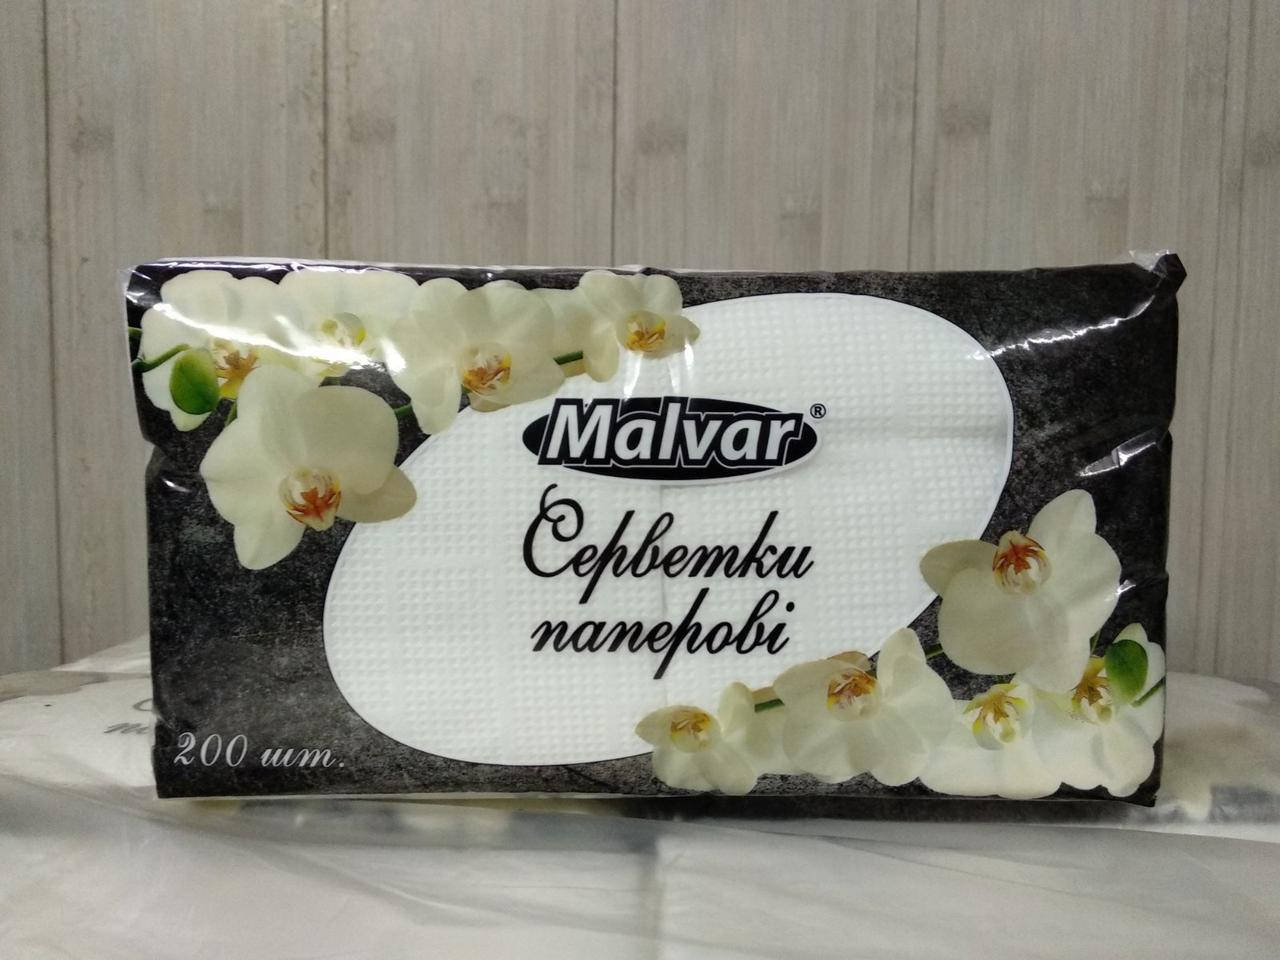 Malvar®
Серветки
паперові
200 шт.